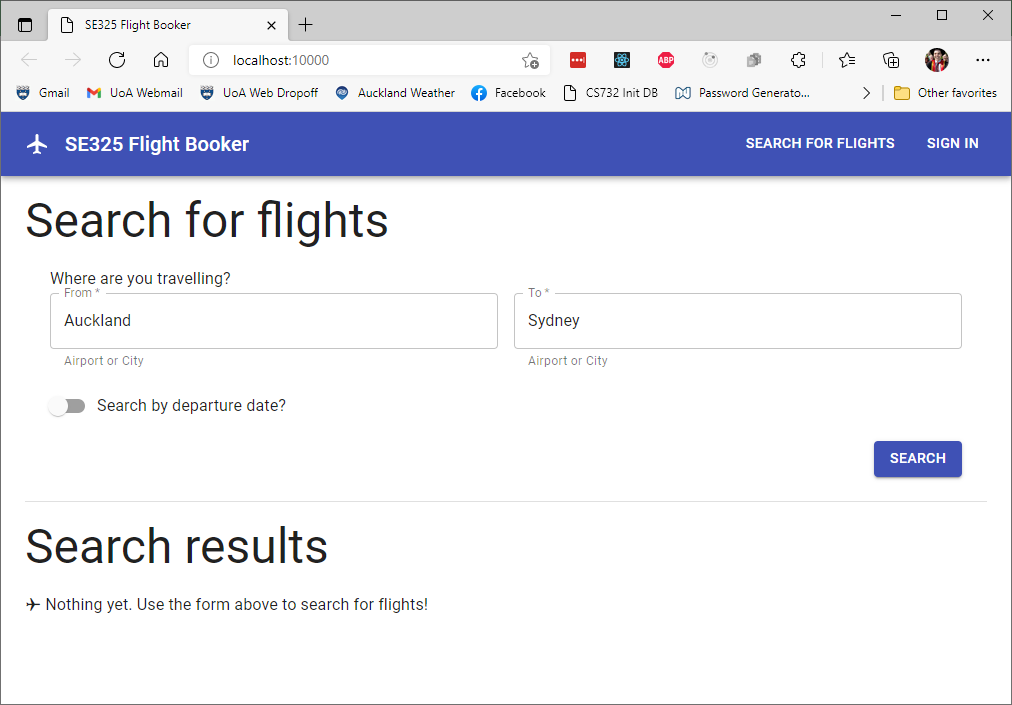 SE325 Flight Booker
localhost:10000
ABP
Gmail UoA Webmail UoA Web Dropoff Auckland Weather Facebook CS732 Init DB Password Generato... Other favorites
SE325 Flight Booker SEARCH FOR FLIGHTS SIGN IN
Search for flights
Where are you travelling?
From * To *
Auckland Sydney
Airport or City Airport or City
Search by departure date?
SEARCH
Search results
Nothing yet. Use the form above to search for flights!